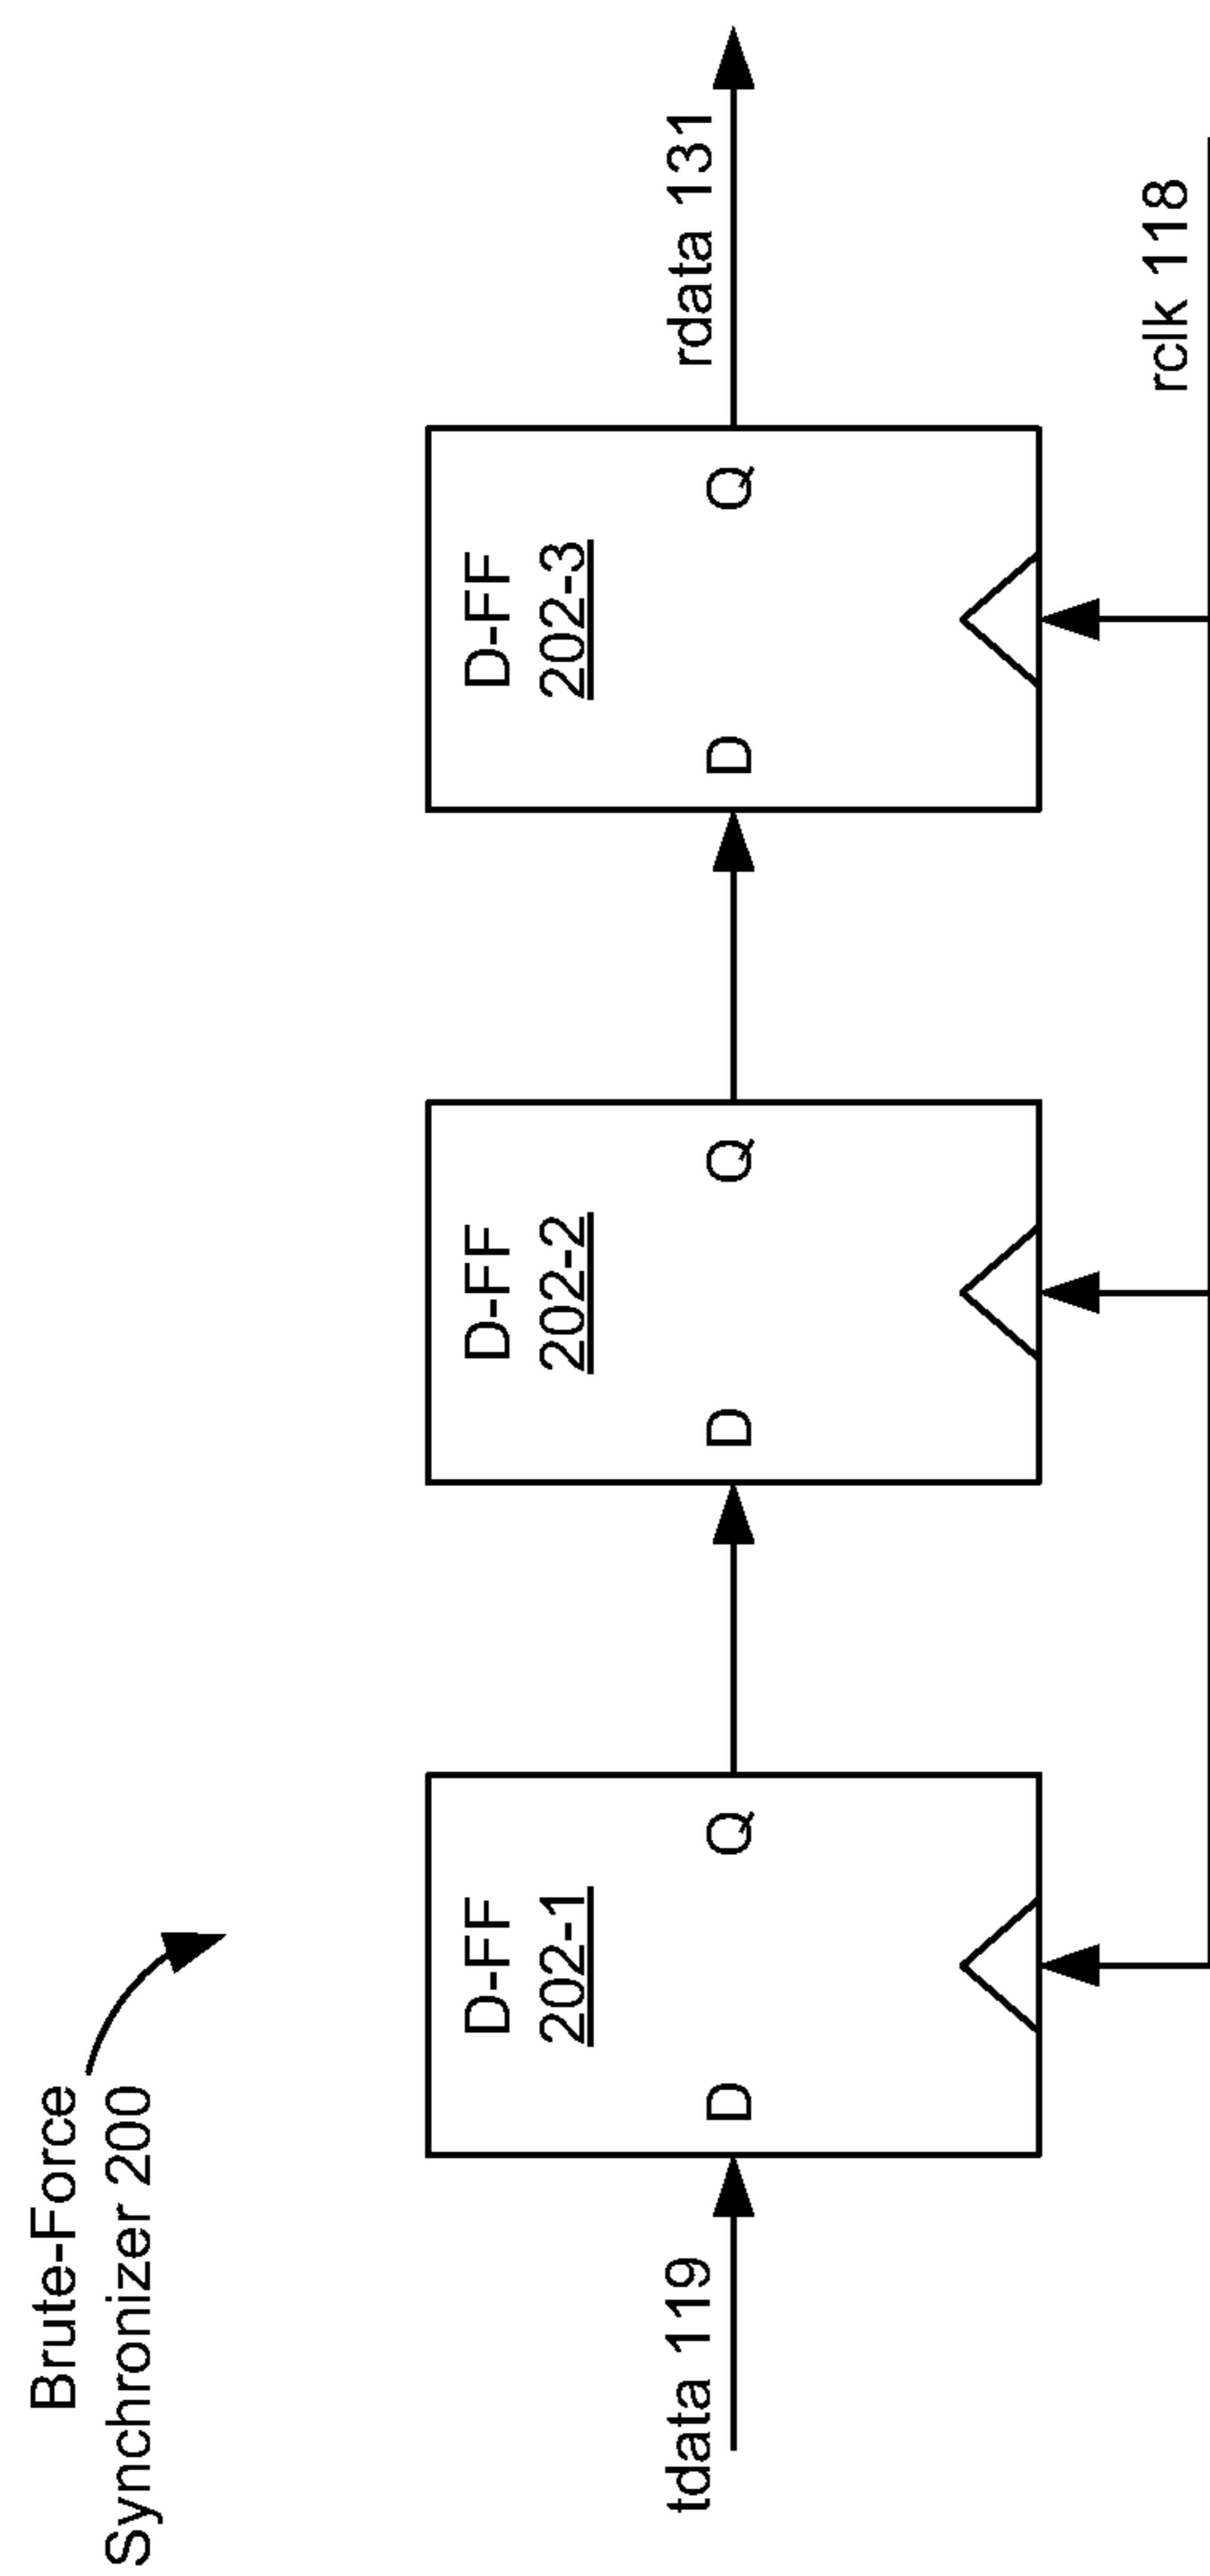 Brute-Force
Synchronizer 200
tdata 119
D-FF
202-1
D
Q
D-FF
202-2
D
Q
D-FF
202-3
D
Q
rdata 131
rclk 118